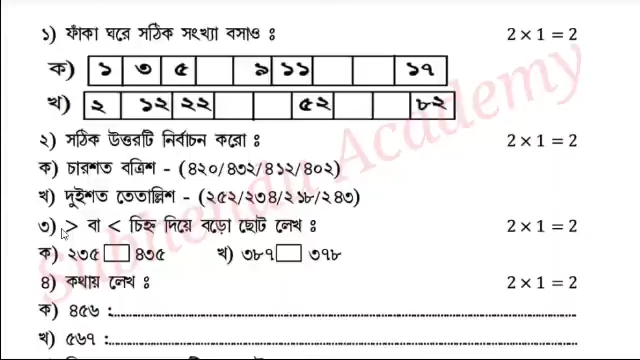 ১) ফাঁকা ঘরে সঠিক সংখ্যা বসাও ঃ 2 × 1 = 2
ক) ১ ৩ ৫ ৯ ১১ ১৭
খ) ২ ১২ ২২ ৫২ ৮২
২) সঠিক উত্তরটি নির্বাচন করো ঃ 2 × 1 = 2
ক) চারশত বত্রিশ - (৪২০/৪৩২/৪১২/৪০২)
খ) দুইশত তেতাল্লিশ - (২৫২/২৩৪/২১৮/২৪৩)
৩) > বা < চিহ্ন দিয়ে বড়ো ছোট লেখ ঃ 2 × 1 = 2
ক) ২৩৫ ৪৩৫ খ) ৩৮৭ ৩৭৮
৪) কথায় লেখ ঃ 2 × 1 = 2
ক) ৪৫৬ :................................................
খ) ৫৬৭ :................................................
Subhendu Academy